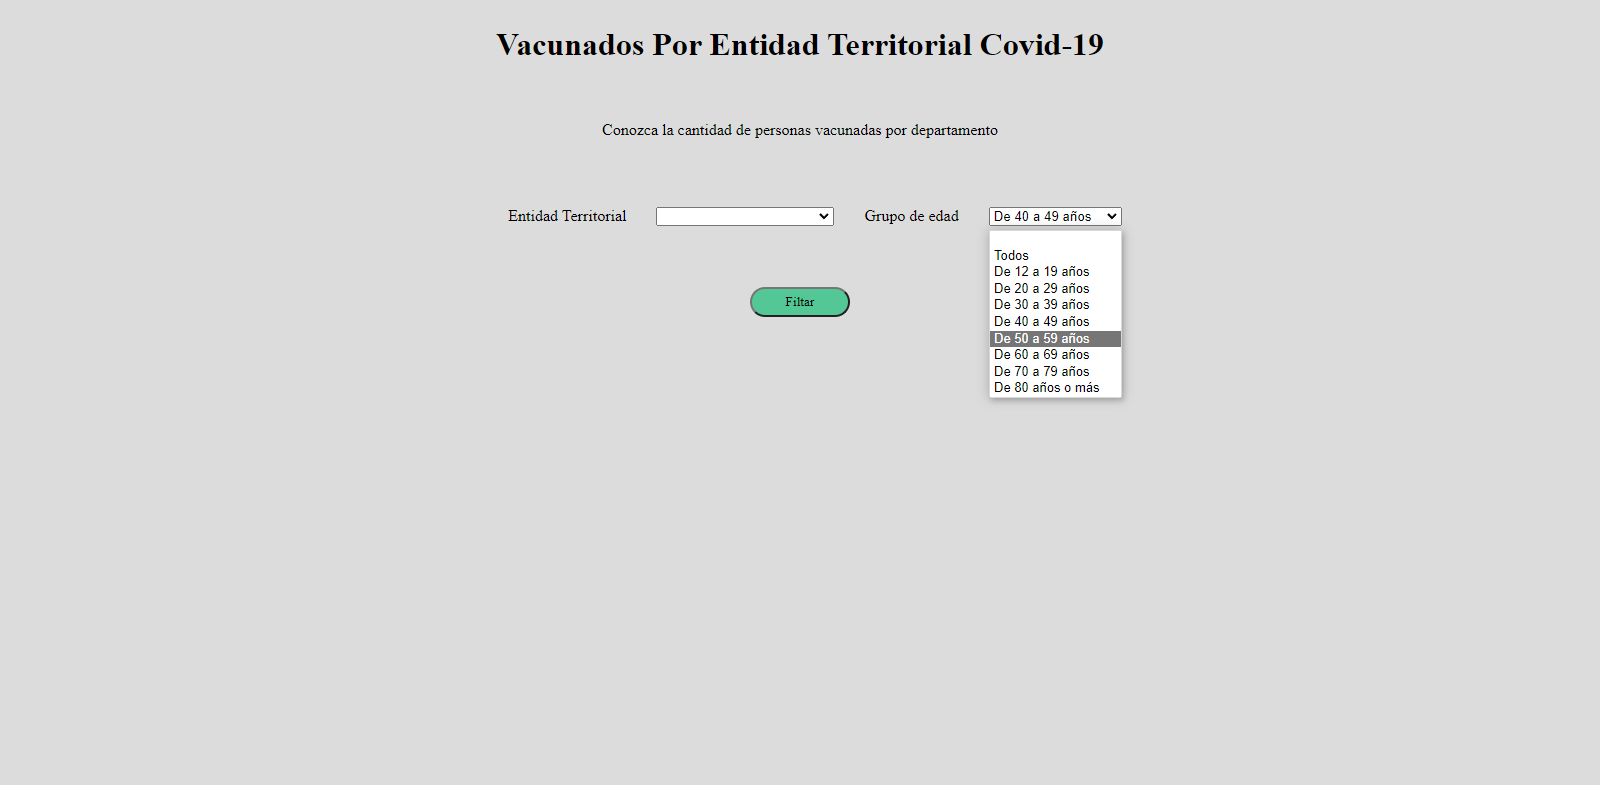 Vacunados Por Entidad Territorial Covid-19
Conozca la cantidad de personas vacunadas por departamento
Entidad Territorial Grupo de edad De 40 a 49 años
Todos
De 12 a 19 años
De 20 a 29 años
De 30 a 39 años
De 40 a 49 años
De 50 a 59 años
De 60 a 69 años
De 70 a 79 años
De 80 años o más
Filtar